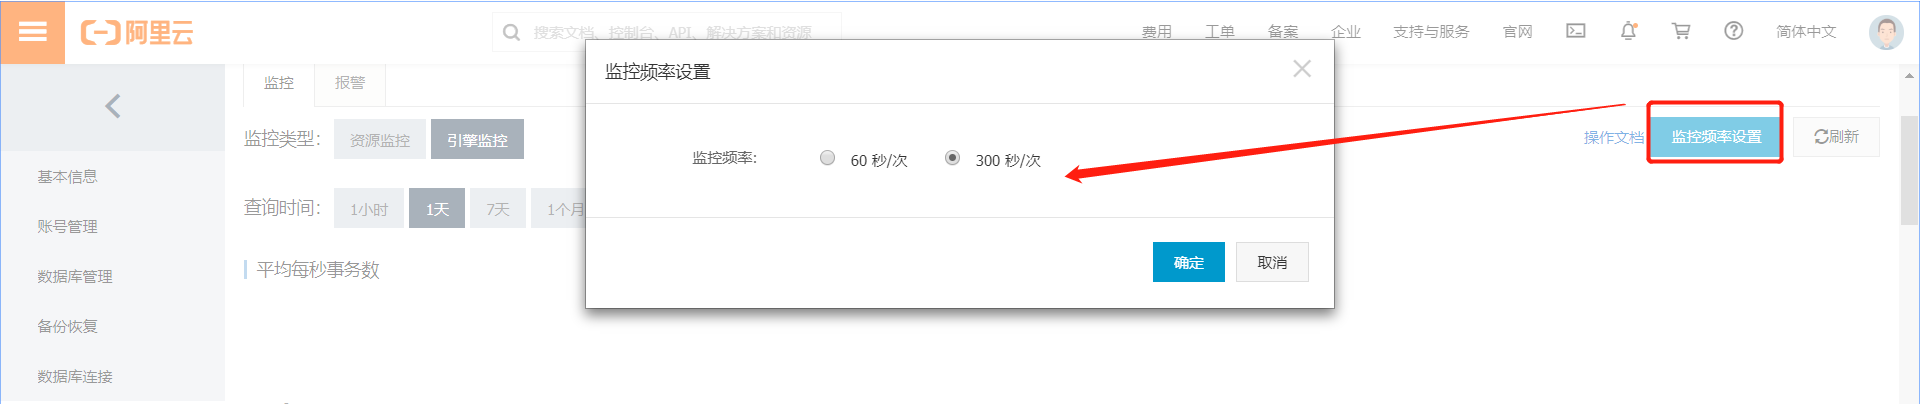 阿里云
搜索文档、控制台、API、解决方案和资源
费用 工单 备案 企业 支持与服务 官网 简体中文
监控 报警
监控频率设置
监控类型： 资源监控 引擎监控
操作文档 监控频率设置 刷新
监控频率: 60 秒/次 300 秒/次
基本信息
查询时间： 1小时 1天 7天 1个月
账号管理
平均每秒事务数
确定 取消
数据库管理
备份恢复
数据库连接